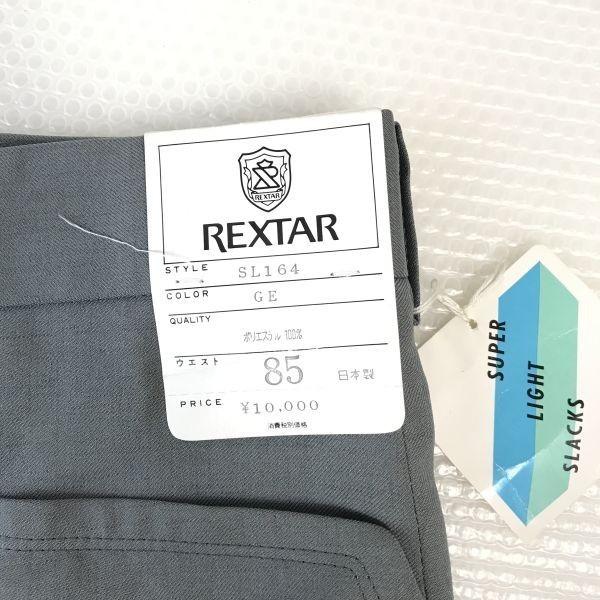 REXTAR
REXTAR
STYLE SL164
COLOR GE
QUALITY
ポリエステル 100%
ウエスト 85 日本製
PRICE ¥10,000
消費税別価格
SUPER
LIGHT
SLACKS